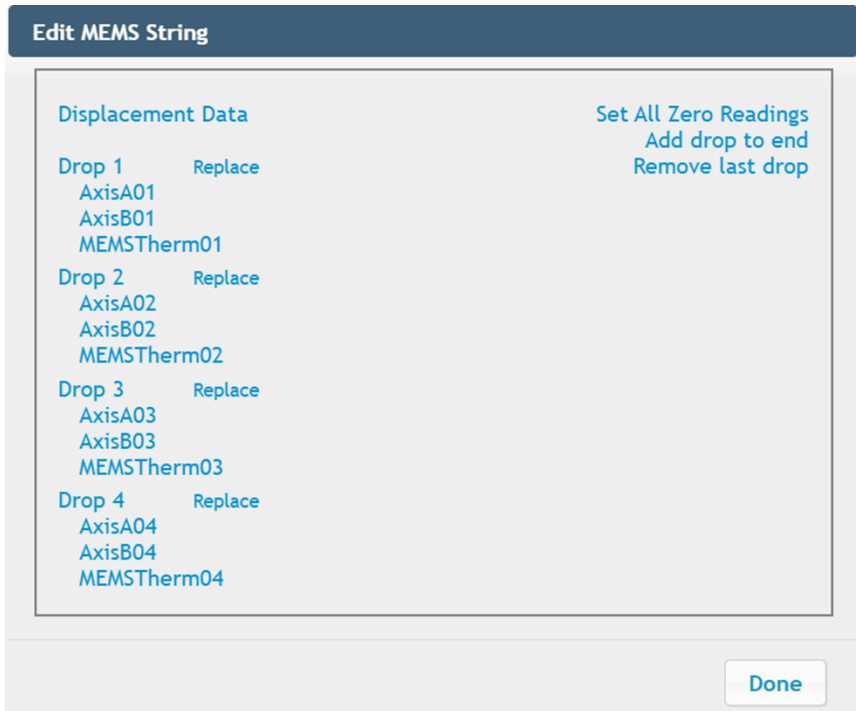 Edit MEMS String
Displacement Data
Set All Zero Readings
Add drop to end
Remove last drop
Drop 1 Replace
AxisA01
AxisB01
MEMSTherm01
Drop 2 Replace
AxisA02
AxisB02
MEMSTherm02
Drop 3 Replace
AxisA03
AxisB03
MEMSTherm03
Drop 4 Replace
AxisA04
AxisB04
MEMSTherm04
Done